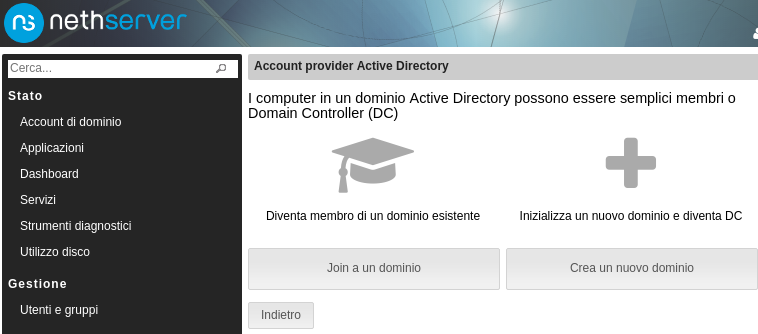 nethserver
Cerca...
Stato
Account di dominio
Applicazioni
Dashboard
Servizi
Strumenti diagnostici
Utilizzo disco
Gestione
Utenti e gruppi
Account provider Active Directory
I computer in un dominio Active Directory possono essere semplici membri o
Domain Controller (DC)
Diventa membro di un dominio esistente
Inizializza un nuovo dominio e diventa DC
Join a un dominio
Crea un nuovo dominio
Indietro